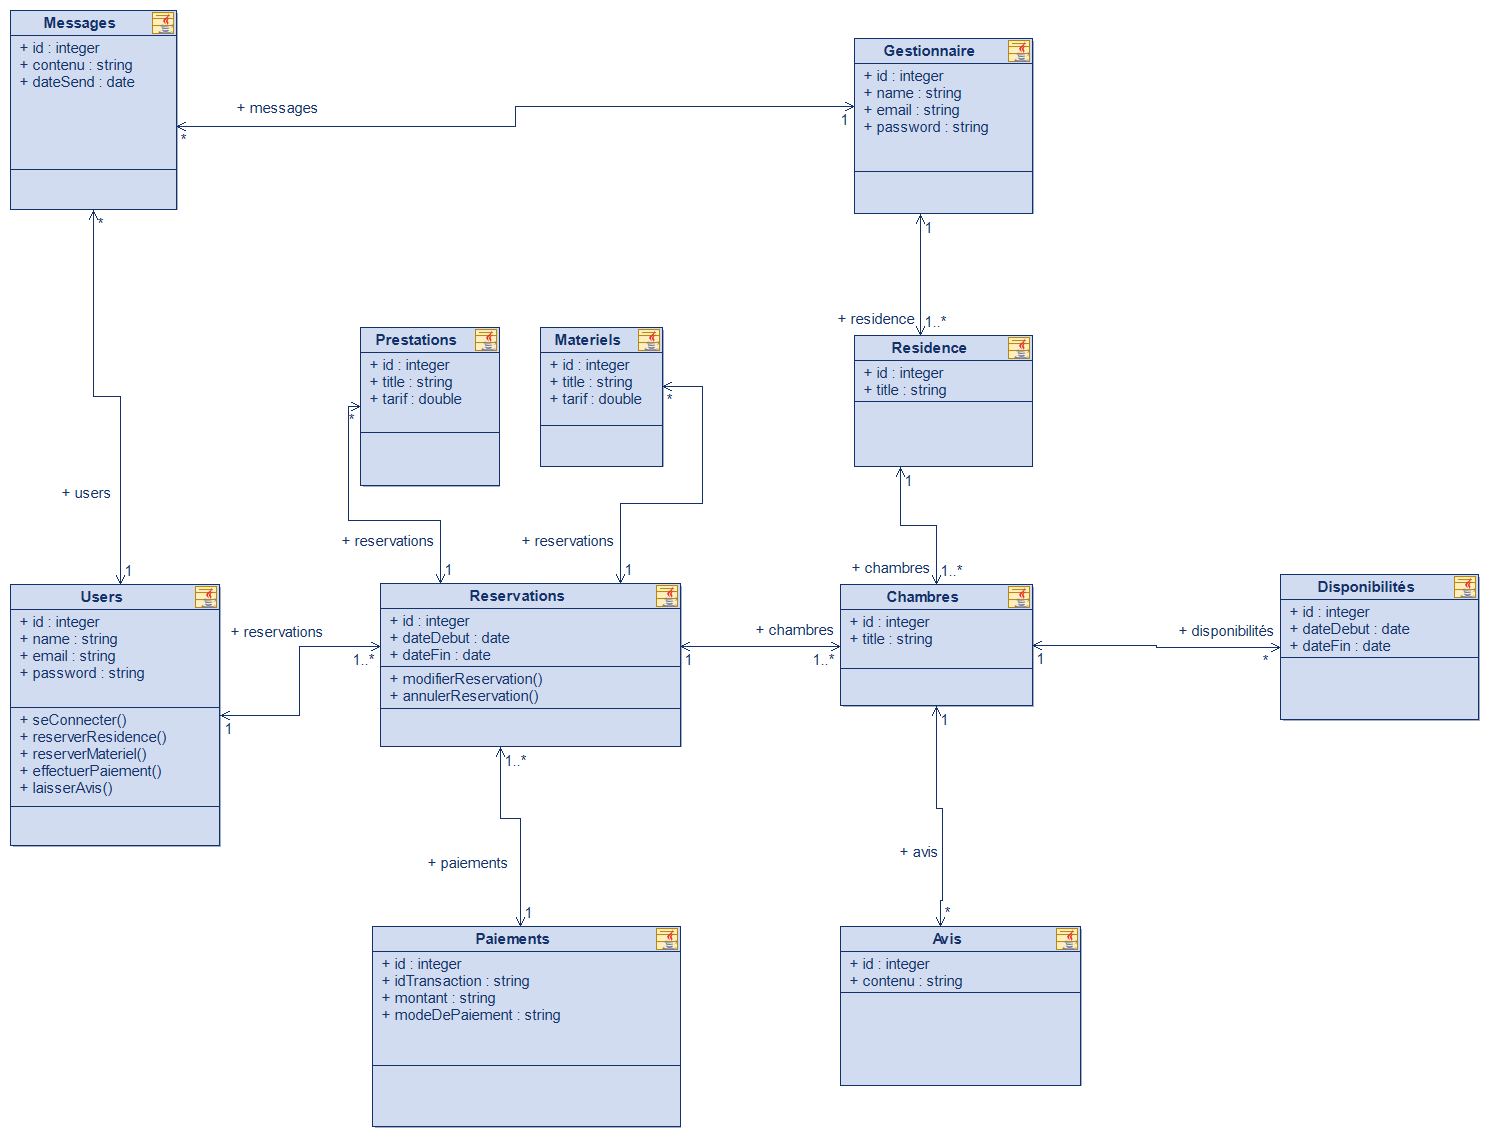 Messages
+ id : integer
+ contenu : string
+ dateSend : date
+ messages
*
1
Gestionnaire
+ id : integer
+ name : string
+ email : string
+ password : string
*
1
+ residence
1..*
Prestations
+ id : integer
+ title : string
+ tarif : double
*
Materiels
+ id : integer
+ title : string
+ tarif : double
*
Residence
+ id : integer
+ title : string
1
+ users
1
+ reservations
1
+ reservations
1
+ chambres
1..*
Users
+ id : integer
+ name : string
+ email : string
+ password : string
+ seConnecter()
+ reserverResidence()
+ reserverMateriel()
+ effectuerPaiement()
+ laisserAvis()
+ reservations
1..*
1
Reservations
+ id : integer
+ dateDebut : date
+ dateFin : date
+ modifierReservation()
+ annulerReservation()
+ chambres
1
1..*
Chambres
+ id : integer
+ title : string
+ disponibilités
1
*
Disponibilités
+ id : integer
+ dateDebut : date
+ dateFin : date
1..*
+ paiements
1
1
+ avis
*
Paiements
+ id : integer
+ idTransaction : string
+ montant : string
+ modeDePaiement : string
Avis
+ id : integer
+ contenu : string